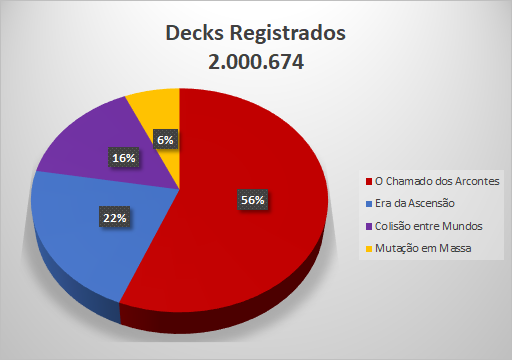 Decks Registrados
2.000.674
6%
16%
56%
22%
O Chamado dos Arcontes
Era da Ascensão
Colisão entre Mundos
Mutação em Massa